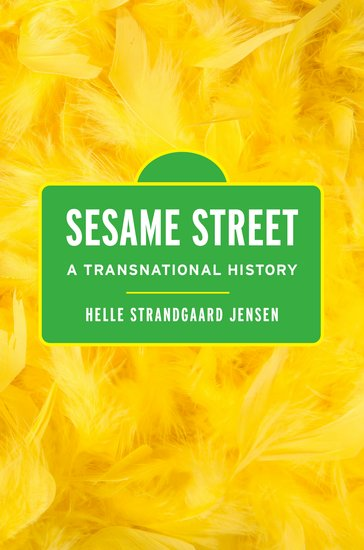 SESAME STREET
A TRANSNATIONAL HISTORY
HELLE STRANDGAARD JENSEN